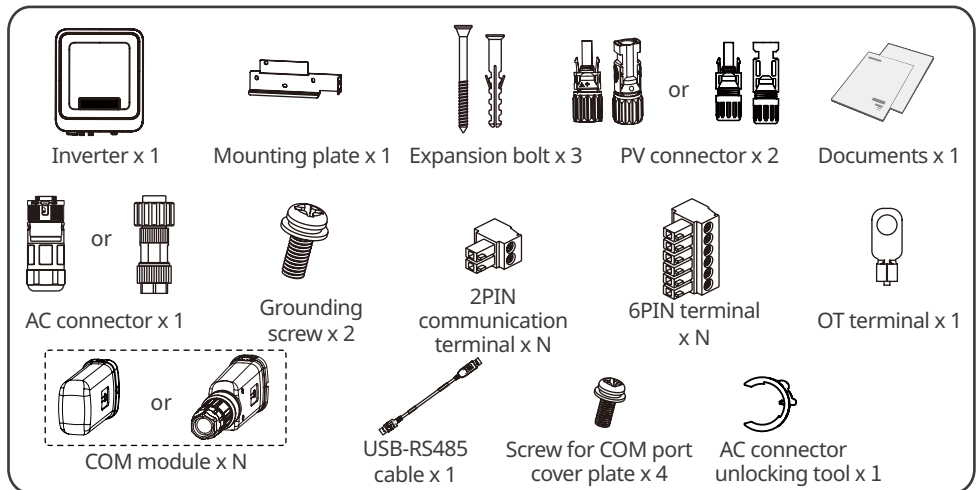 or
Inverter x 1
Mounting plate x 1
Expansion bolt x 3
PV connector x 2
Documents x 1
or
AC connector x 1
Grounding
screw x 2
2PIN
communication
terminal x N
6PIN terminal
x N
OT terminal x 1
or
COM module x N
USB-RS485
cable x 1
Screw for COM port
cover plate x 4
AC connector
unlocking tool x 1